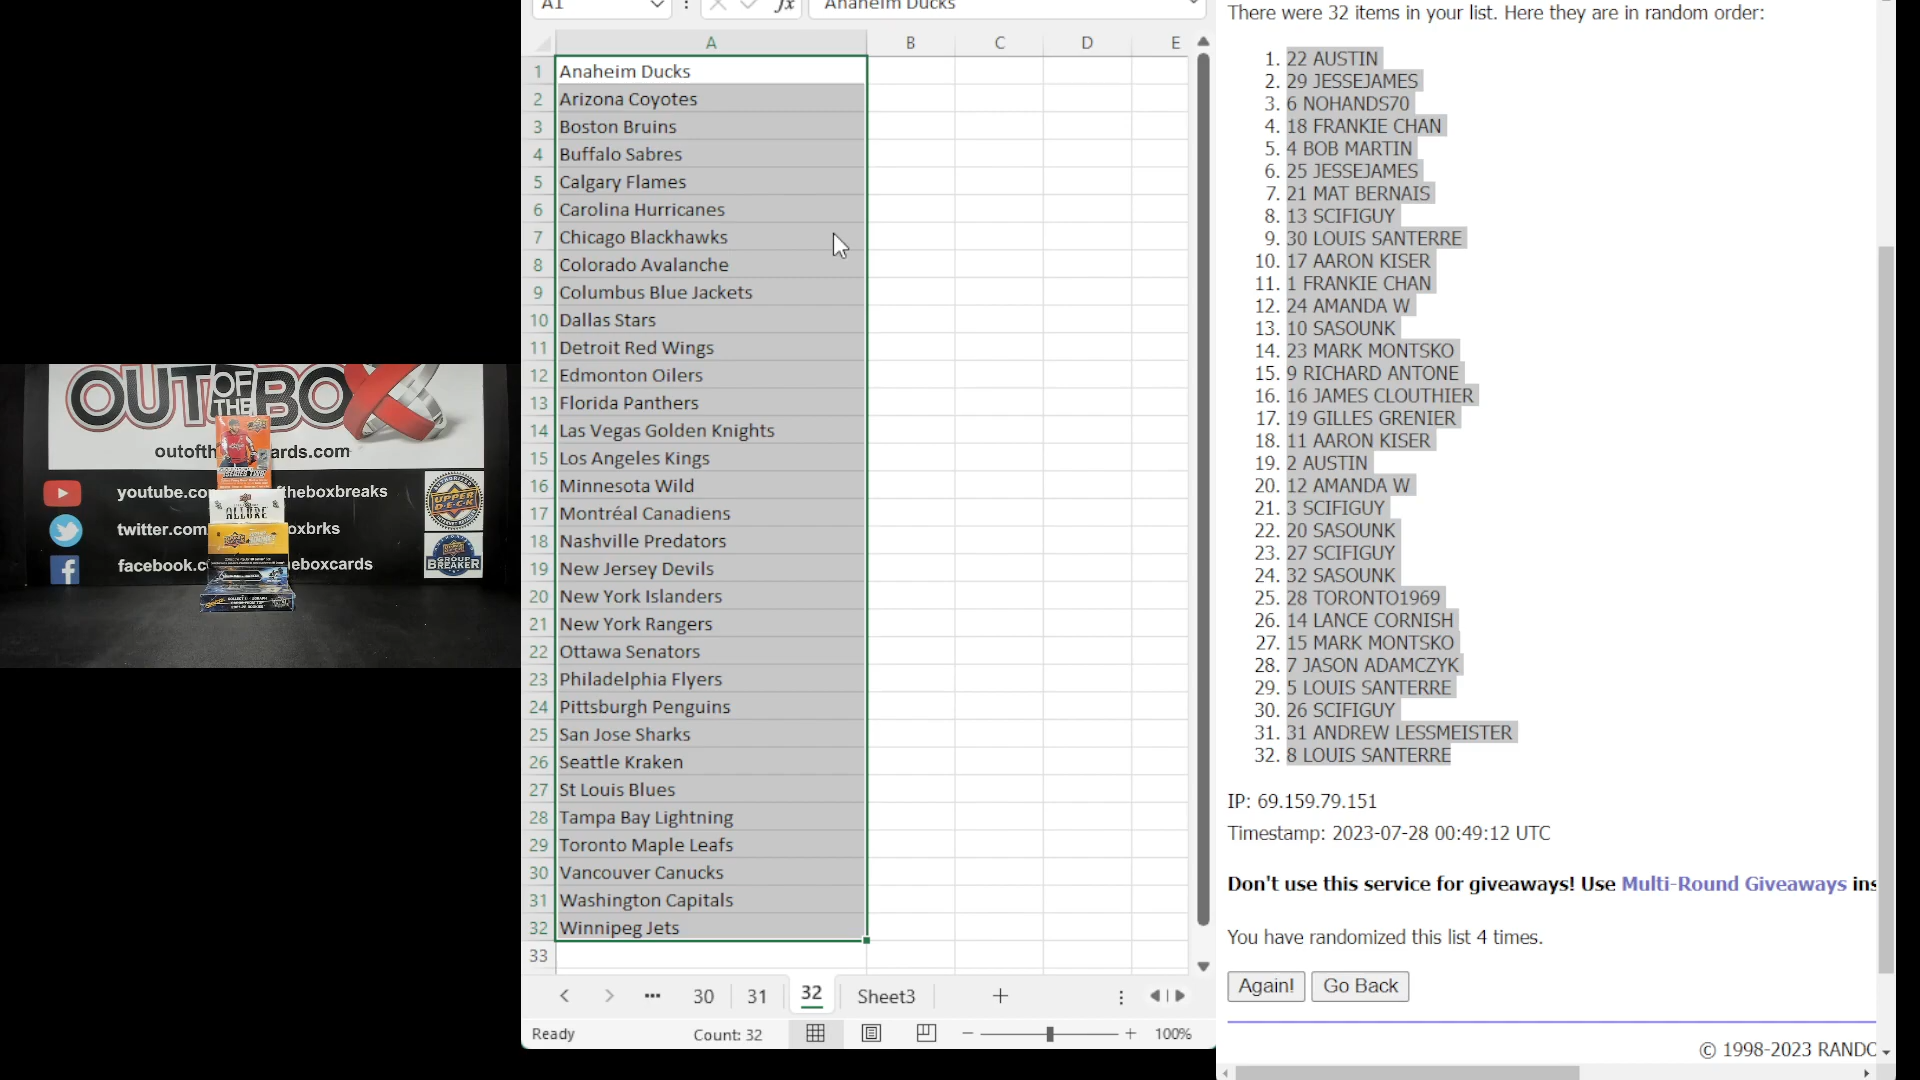 OUT OF THE BOX
youtube.co
theboxbreaks
twitter.com
oxbrks
facebook.c
eboxcards
outofth
ards.com
ALLURE
AUTHORIZED
UPPER DECK
GROUP BREAKER
A1
fx
Anaheim Ducks
A B C D E
1 Anaheim Ducks
2 Arizona Coyotes
3 Boston Bruins
4 Buffalo Sabres
5 Calgary Flames
6 Carolina Hurricanes
7 Chicago Blackhawks
8 Colorado Avalanche
9 Columbus Blue Jackets
10 Dallas Stars
11 Detroit Red Wings
12 Edmonton Oilers
13 Florida Panthers
14 Las Vegas Golden Knights
15 Los Angeles Kings
16 Minnesota Wild
17 Montréal Canadiens
18 Nashville Predators
19 New Jersey Devils
20 New York Islanders
21 New York Rangers
22 Ottawa Senators
23 Philadelphia Flyers
24 Pittsburgh Penguins
25 San Jose Sharks
26 Seattle Kraken
27 St Louis Blues
28 Tampa Bay Lightning
29 Toronto Maple Leafs
30 Vancouver Canucks
31 Washington Capitals
32 Winnipeg Jets
33
30 31 32 Sheet3
Ready Count: 32 100%
There were 32 items in your list. Here they are in random order:
1. 22 AUSTIN
2. 29 JESSEJAMES
3. 6 NOHANDS70
4. 18 FRANKIE CHAN
5. 4 BOB MARTIN
6. 25 JESSEJAMES
7. 21 MAT BERNAIS
8. 13 SCIFIGUY
9. 30 LOUIS SANTERRE
10. 17 AARON KISER
11. 1 FRANKIE CHAN
12. 24 AMANDA W
13. 10 SASOUNK
14. 23 MARK MONTSKO
15. 9 RICHARD ANTONE
16. 16 JAMES CLOUTHIER
17. 19 GILLES GRENIER
18. 11 AARON KISER
19. 2 AUSTIN
20. 12 AMANDA W
21. 3 SCIFIGUY
22. 20 SASOUNK
23. 27 SCIFIGUY
24. 32 SASOUNK
25. 28 TORONTO1969
26. 14 LANCE CORNISH
27. 15 MARK MONTSKO
28. 7 JASON ADAMCZYK
29. 5 LOUIS SANTERRE
30. 26 SCIFIGUY
31. 31 ANDREW LESSMEISTER
32. 8 LOUIS SANTERRE
IP: 69.159.79.151
Timestamp: 2023-07-28 00:49:12 UTC
Don't use this service for giveaways! Use Multi-Round Giveaways ins
You have randomized this list 4 times.
Again! Go Back
© 1998-2023 RANDO